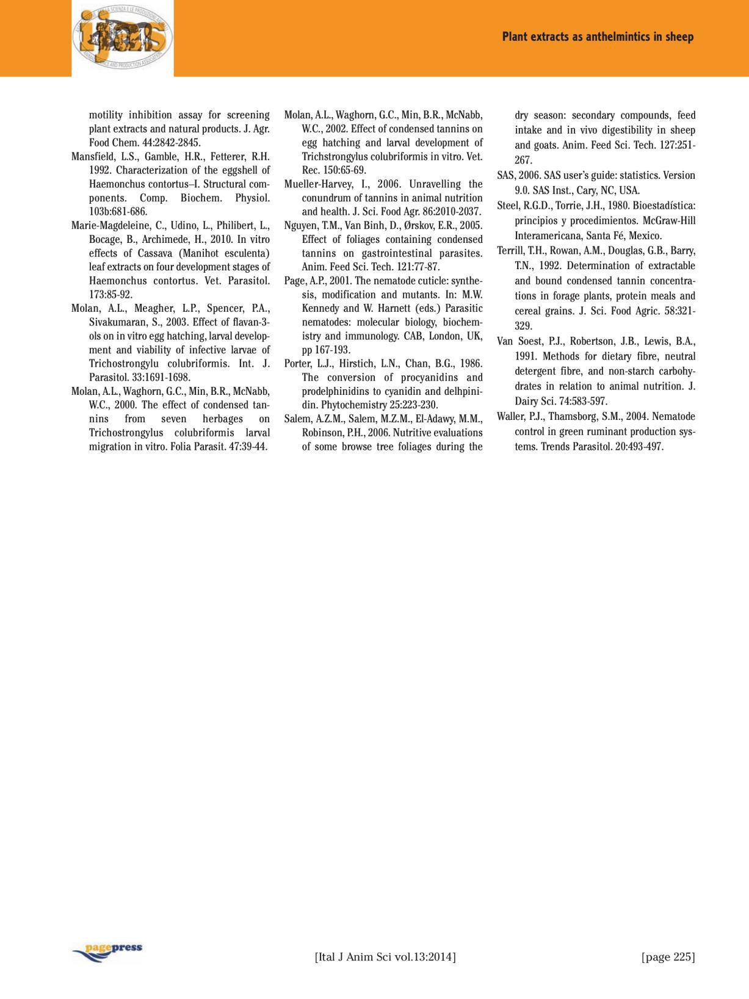 ijas
Plant extracts as anthelmintics in sheep
motility inhibition assay for screening
plant extracts and natural products. J. Agr.
Food Chem. 44:2842-2845.
Mansfield, L.S., Gamble, H.R., Fetterer, R.H.
1992. Characterization of the eggshell of
Haemonchus contortus–I. Structural com-
ponents. Comp. Biochem. Physiol.
103b:681-686.
Marie-Magdeleine, C., Udino, L., Philibert, L.,
Bocage, B., Archimede, H., 2010. In vitro
effects of Cassava (Manihot esculenta)
leaf extracts on four development stages of
Haemonchus contortus. Vet. Parasitol.
173:85-92.
Molan, A.L., Meagher, L.P., Spencer, P.A.,
Sivakumaran, S., 2003. Effect of flavan-3-
ols on in vitro egg hatching, larval develop-
ment and viability of infective larvae of
Trichostrongylu colubriformis. Int. J.
Parasitol. 33:1691-1698.
Molan, A.L., Waghorn, G.C., Min, B.R., McNabb,
W.C., 2000. The effect of condensed tan-
nins from seven herbages on
Trichostrongylus colubriformis larval
migration in vitro. Folia Parasit. 47:39-44.
Molan, A.L., Waghorn, G.C., Min, B.R., McNabb,
W.C., 2002. Effect of condensed tannins on
egg hatching and larval development of
Trichstrongylus colubriformis in vitro. Vet.
Rec. 150:65-69.
Mueller-Harvey, I., 2006. Unravelling the
conundrum of tannins in animal nutrition
and health. J. Sci. Food Agr. 86:2010-2037.
Nguyen, T.M., Van Binh, D., Ørskov, E.R., 2005.
Effect of foliages containing condensed
tannins on gastrointestinal parasites.
Anim. Feed Sci. Tech. 121:77-87.
Page, A.P., 2001. The nematode cuticle: synthe-
sis, modification and mutants. In: M.W.
Kennedy and W. Harnett (eds.) Parasitic
nematodes: molecular biology, biochem-
istry and immunology. CAB, London, UK,
pp 167-193.
Porter, L.J., Hirstich, L.N., Chan, B.G., 1986.
The conversion of procyanidins and
prodelphinidins to cyanidin and delhpini-
din. Phytochemistry 25:223-230.
Salem, A.Z.M., Salem, M.Z.M., El-Adawy, M.M.,
Robinson, P.H., 2006. Nutritive evaluations
of some browse tree foliages during the
dry season: secondary compounds, feed
intake and in vivo digestibility in sheep
and goats. Anim. Feed Sci. Tech. 127:251-
267.
SAS, 2006. SAS user’s guide: statistics. Version
9.0. SAS Inst., Cary, NC, USA.
Steel, R.G.D., Torrie, J.H., 1980. Bioestadística:
principios y procedimientos. McGraw-Hill
Interamericana, Santa Fé, Mexico.
Terrill, T.H., Rowan, A.M., Douglas, G.B., Barry,
T.N., 1992. Determination of extractable
and bound condensed tannin concentra-
tions in forage plants, protein meals and
cereal grains. J. Sci. Food Agric. 58:321-
329.
Van Soest, P.J., Robertson, J.B., Lewis, B.A.,
1991. Methods for dietary fibre, neutral
detergent fibre, and non-starch carbohy-
drates in relation to animal nutrition. J.
Dairy Sci. 74:583-597.
Waller, P.J., Thamsborg, S.M., 2004. Nematode
control in green ruminant production sys-
tems. Trends Parasitol. 20:493-497.
pagepress
[Ital J Anim Sci vol.13:2014]
[page 225]